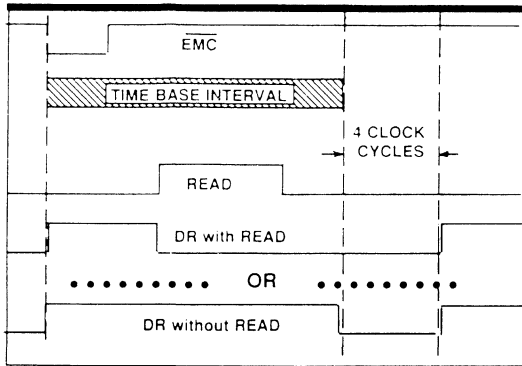 EMC
TIME BASE INTERVAL
4 CLOCK
CYCLES
READ
DR with READ
OR
DR without READ